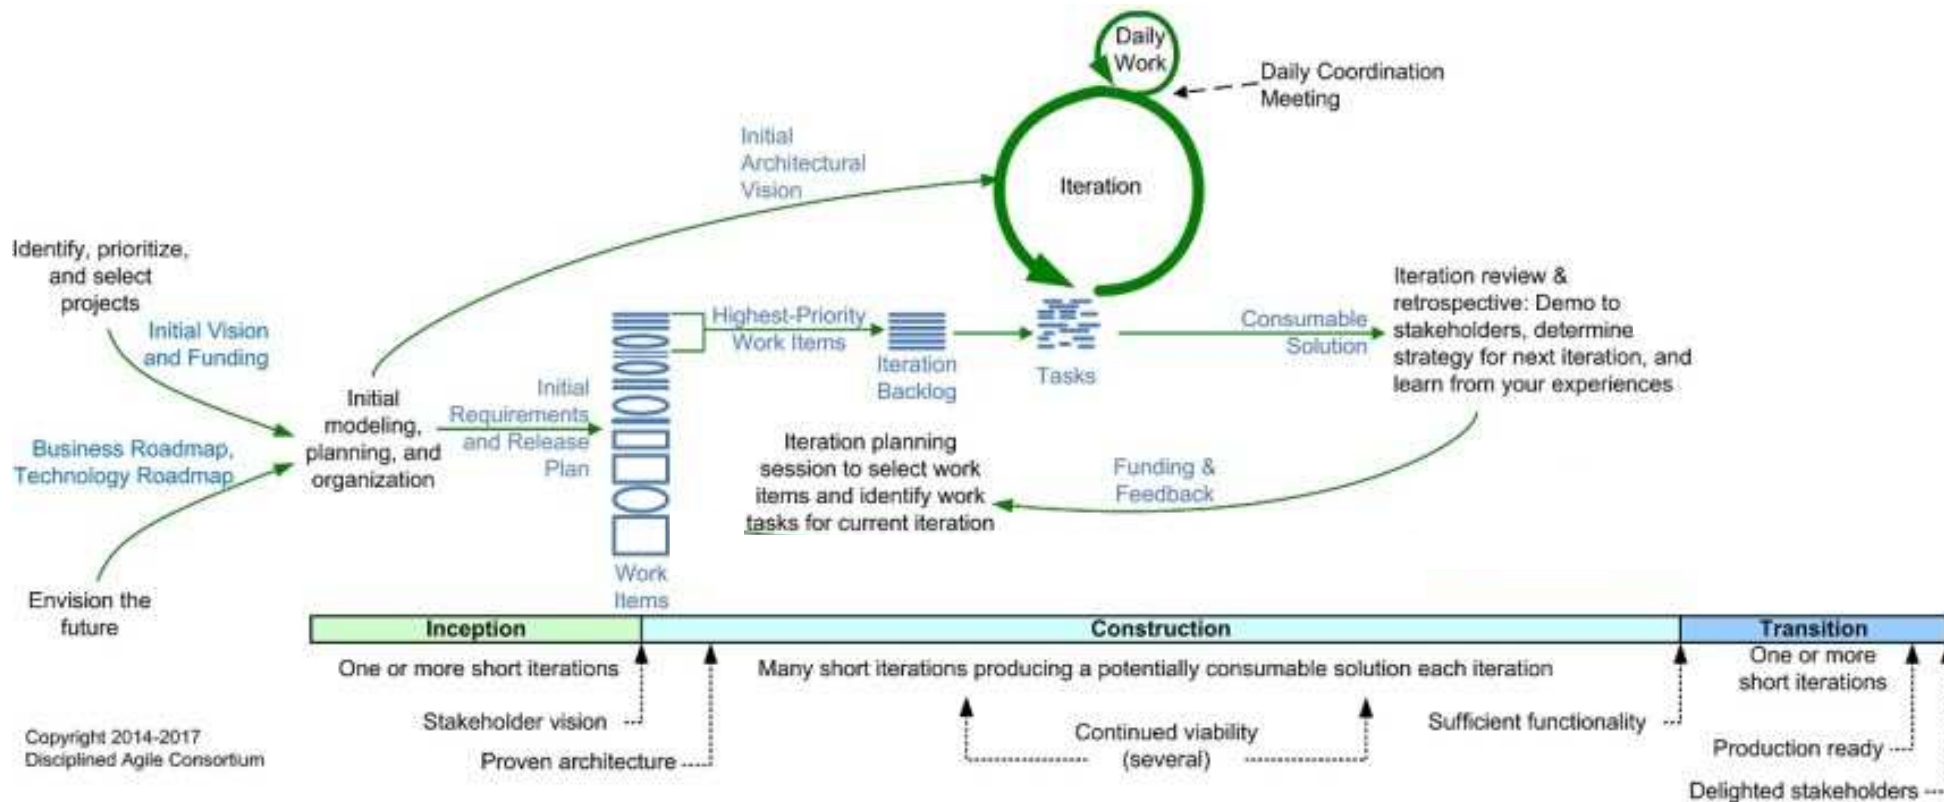 Daily
Work
Daily Coordination
Meeting
Initial
Architectural
Vision
Iteration
Identify, prioritize,
and select
projects
Initial Vision
and Funding
Business Roadmap,
Technology Roadmap
Envision the
future
Initial
modeling,
planning, and
organization
Initial
Requirements
and Release
Plan
Work
Items
Highest-Priority
Work Items
Iteration
Backlog
Tasks
Consumable
Solution
Iteration review &
retrospective: Demo to
stakeholders, determine
strategy for next iteration, and
learn from your experiences
Iteration planning
session to select work
items and identify work
tasks for current iteration
Funding &
Feedback
Inception
Construction
Transition
One or more short iterations
Many short iterations producing a potentially consumable solution each iteration
One or more
short iterations
Stakeholder vision
Proven architecture
Continued viability
(several)
Sufficient functionality
Production ready
Delighted stakeholders
Copyright 2014-2017
Disciplined Agile Consortium